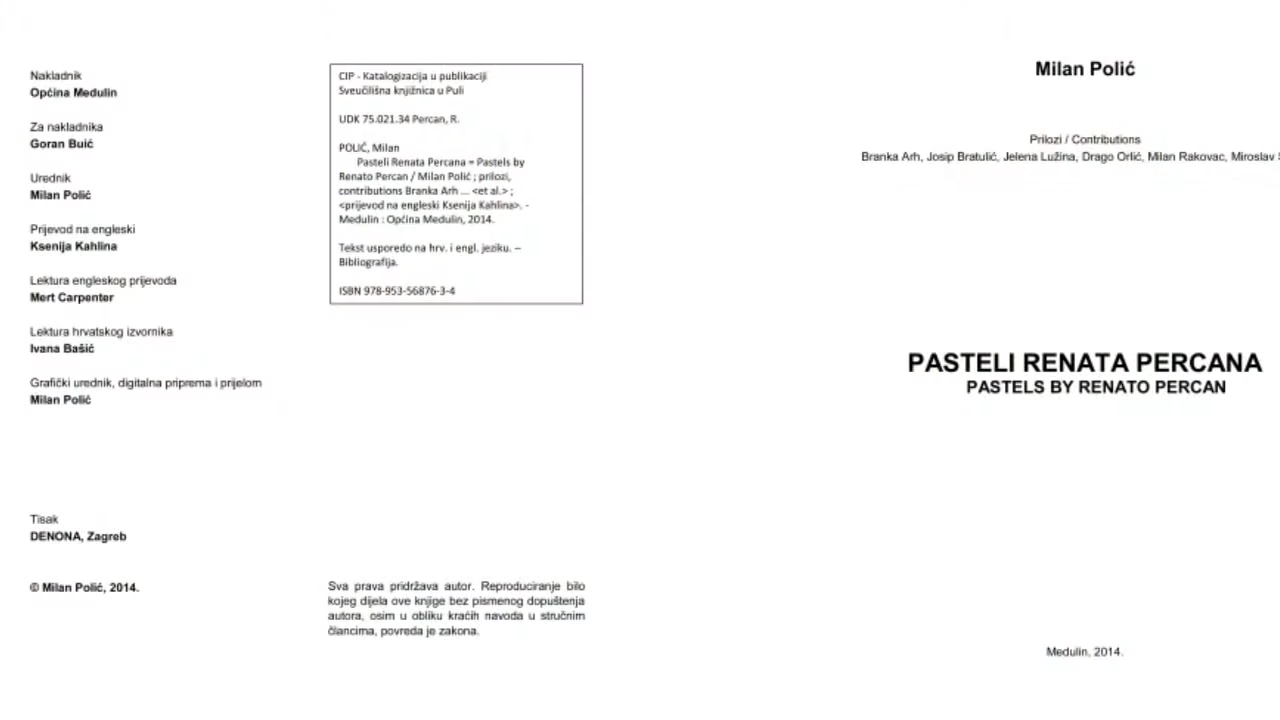 Nakladnik
Općina Medulin
Za nakladnika
Goran Buić
Urednik
Milan Polić
Prijevod na engleski
Ksenija Kahlina
Lektura engleskog prijevoda
Mert Carpenter
Lektura hrvatskog izvornika
Ivana Bašić
Grafički urednik, digitalna priprema i prijelom
Milan Polić
Tisak
DENONA, Zagreb
© Milan Polić, 2014.
CIP - Katalogizacija u publikaciji
Sveučilišna knjižnica u Puli
UDK 75.021.34 Percan, R.
POLIĆ, Milan
Pasteli Renata Percana = Pastels by
Renato Percan / Milan Polić ; prilozi,
contributions Branka Arh ... <et al.> ;
<prijevod na engleski Ksenija Kahlina>. -
Medulin : Općina Medulin, 2014.
Tekst usporedo na hrv. i engl. jeziku. –
Bibliografija.
ISBN 978-953-56876-3-4
Sva prava pridržava autor. Reproduciranje bilo
kojeg dijela ove knjige bez pismenog dopuštenja
autora, osim u obliku kraćih navoda u stručnim
člancima, povreda je zakona.
Milan Polić
Prilozi / Contributions
Branka Arh, Josip Bratulić, Jelena Lužina, Drago Orlić, Milan Rakovac, Miroslav
PASTELI RENATA PERCANA
PASTELS BY RENATO PERCAN
Medulin, 2014.